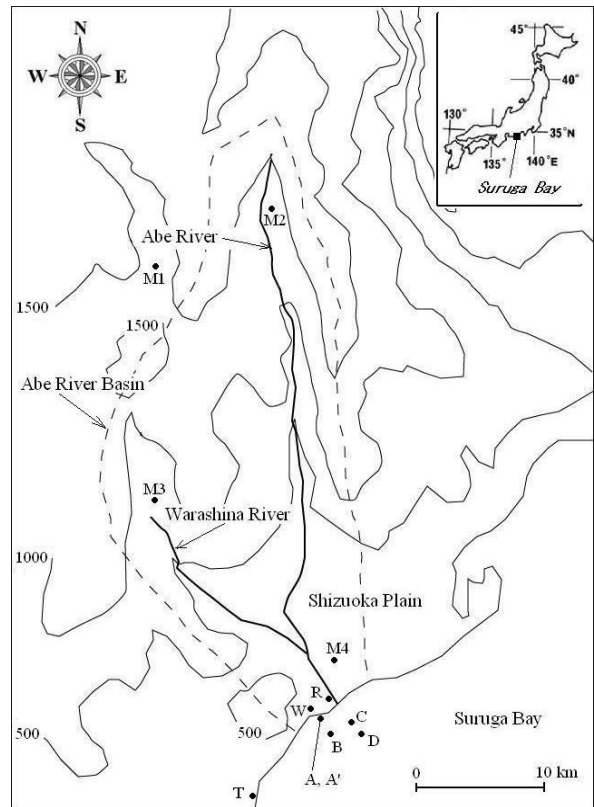 N
W E
S
45°
40°
130°
35°N
135° 140°E
Suruga Bay
M2
Abe River
M1
1500
1500
Abe River Basin
M3
Warashina River
1000
Shizuoka Plain
M4
R
W
C
Suruga Bay
500
500
B
D
A, A'
0 10 km
T